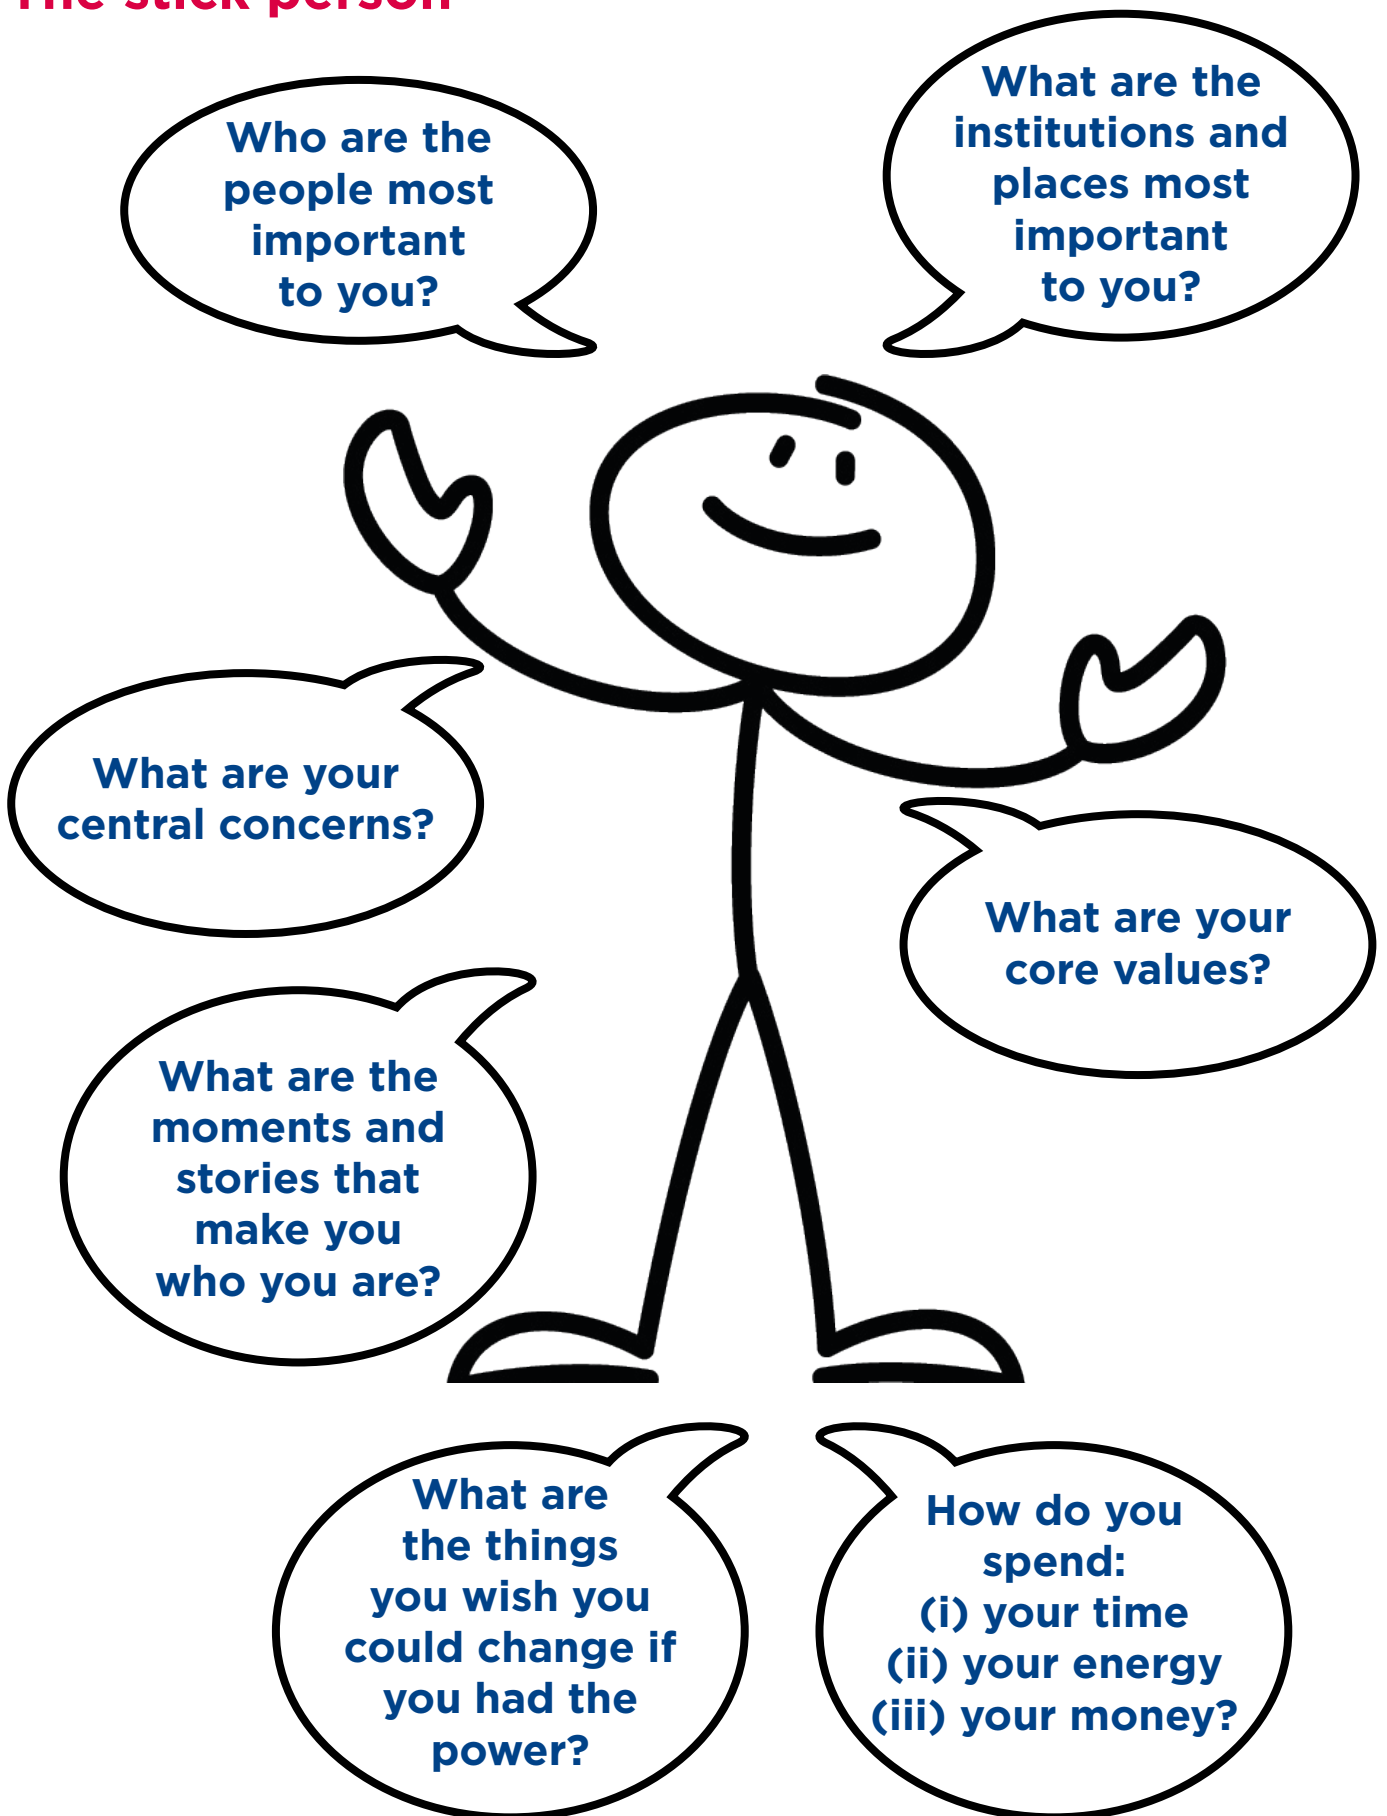 The stick person
Who are the
people most
important
to you?
What are the
institutions and
places most
important
to you?
What are your
central concerns?
What are your
core values?
What are the
moments and
stories that
make you
who you are?
What are
the things
you wish you
could change if
you had the
power?
How do you
spend:
(i) your time
(ii) your energy
(iii) your money?